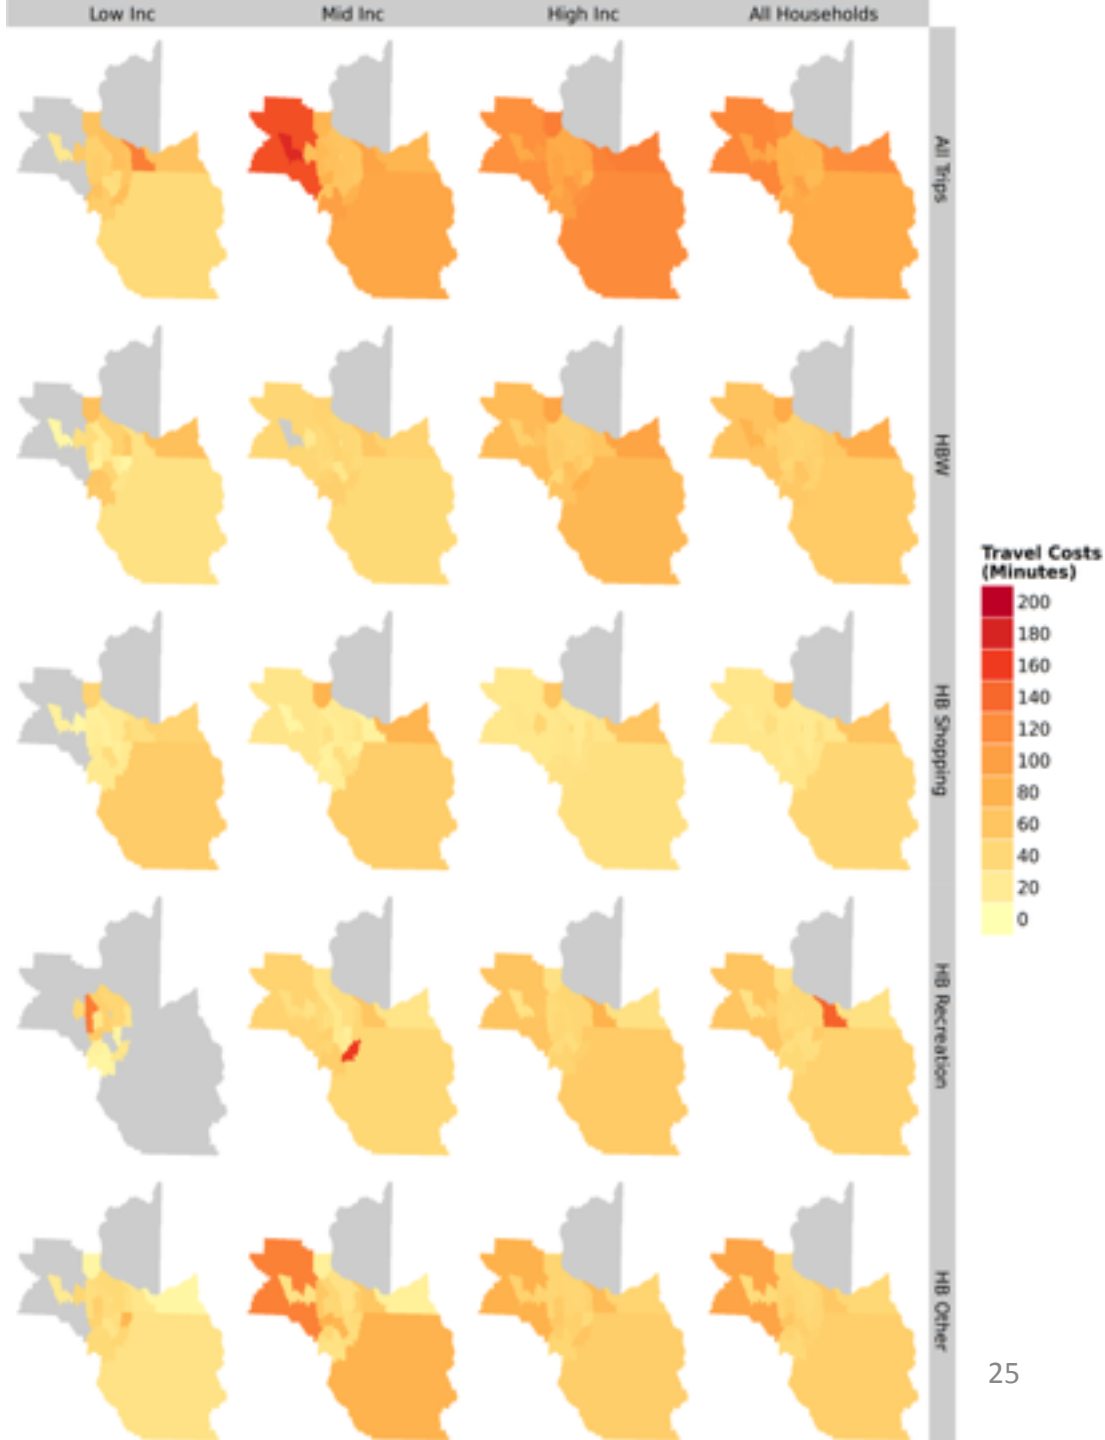 Low Inc
Mid Inc
High Inc
All Households
All Trips
HBW
HB Shopping
HB Recreation
HB Other
Travel Costs
(Minutes)
200
180
160
140
120
100
80
60
40
20
0
25